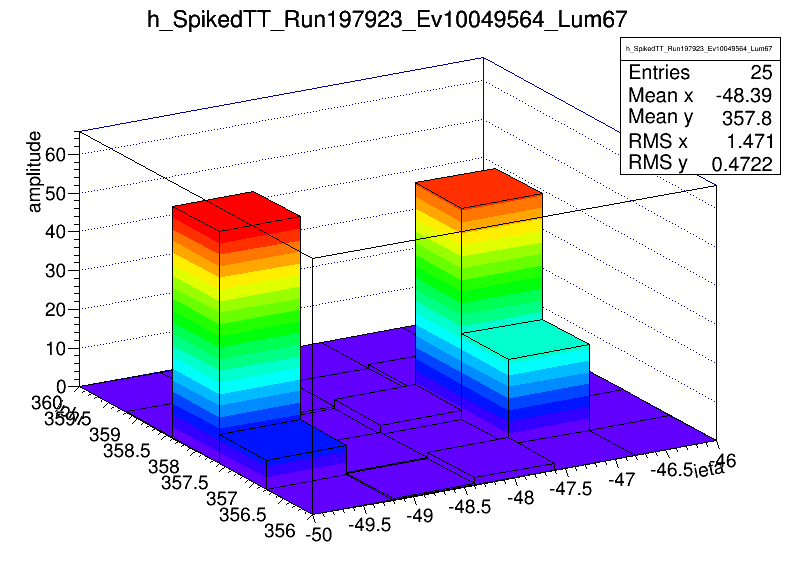 h_SpikedTT_Run197923_Ev10049564_Lum67
h_SpikedTT_Run197923_Ev10049564_Lum67
Entries 25
Mean x -48.39
Mean y 357.8
RMS x 1.471
RMS y 0.4722
amplitude
60
50
40
30
20
10
0
360
359.5
359
358.5
358
357.5
357
356.5
356
-50
-49.5
-49
-48.5
-48
-47.5
-47
-46.5
-46
ieta